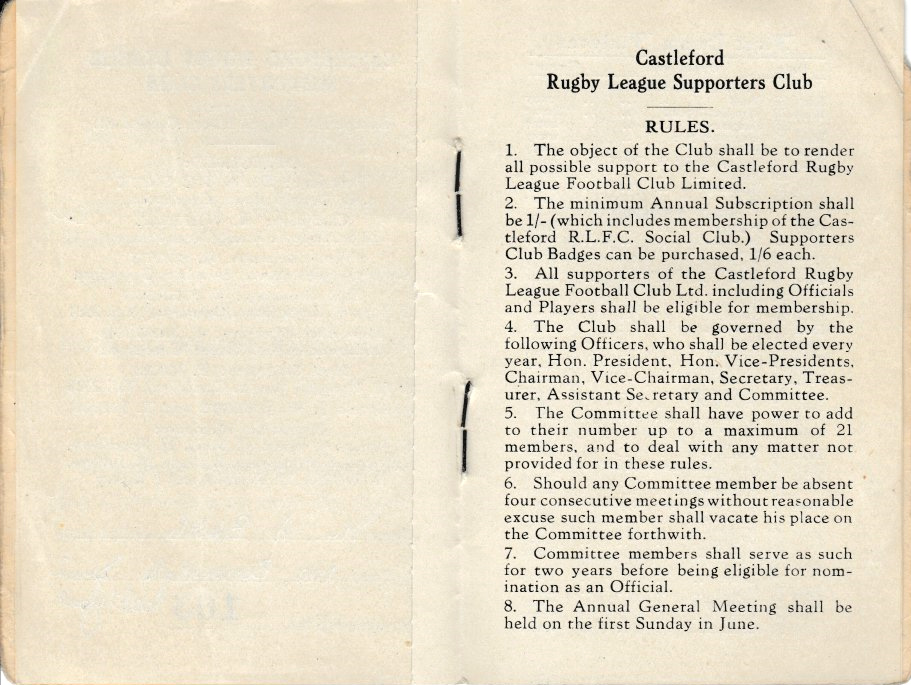 Castleford
Rugby League Supporters Club
RULES.
1. The object of the Club shall be to render
all possible support to the Castleford Rugby
League Football Club Limited.
2. The minimum Annual Subscription shall
be 1/- (which includes membership of the Cas-
tleford R.L.F.C. Social Club.) Supporters
Club Badges can be purchased, 1/6 each.
3. All supporters of the Castleford Rugby
League Football Club Ltd. including Officials
and Players shall be eligible for membership.
4. The Club shall be governed by the
following Officers, who shall be elected every
year, Hon. President, Hon. Vice-Presidents,
Chairman, Vice-Chairman, Secretary, Treas-
urer, Assistant Secretary and Committee.
5. The Committee shall have power to add
to their number up to a maximum of 21
members, and to deal with any matter not
provided for in these rules.
6. Should any Committee member be absent
four consecutive meetings without reasonable
excuse such member shall vacate his place on
the Committee forthwith.
7. Committee members shall serve as such
for two years before being eligible for nom-
ination as an Official.
8. The Annual General Meeting shall be
held on the first Sunday in June.